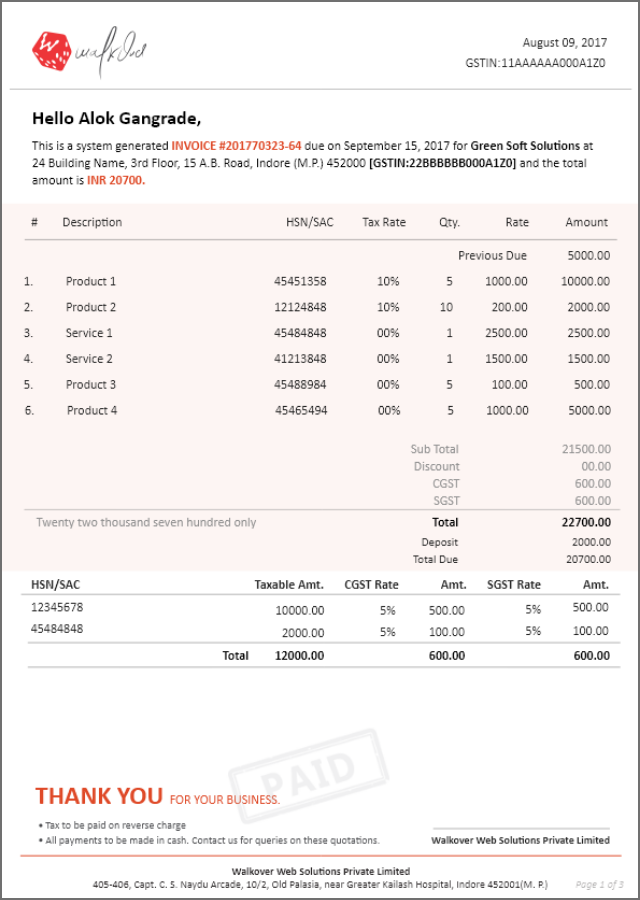 W walkOvd
August 09, 2017
GSTIN:11AAAAAA000A1Z0
Hello Alok Gangrade,
This is a system generated INVOICE #201770323-64 due on September 15, 2017 for Green Soft Solutions at
24 Building Name, 3rd Floor, 15 A.B. Road, Indore (M.P.) 452000 [GSTIN:22BBBBBB000A1Z0] and the total
amount is INR 20700.
# Description HSN/SAC Tax Rate Qty. Rate Amount
Previous Due 5000.00
1. Product 1 45451358 10% 5 1000.00 10000.00
2. Product 2 12124848 10% 10 200.00 2000.00
3. Service 1 45484848 00% 1 2500.00 2500.00
4. Service 2 41213848 00% 1 1500.00 1500.00
5. Product 3 45488984 00% 5 100.00 500.00
6. Product 4 45465494 00% 5 1000.00 5000.00
Sub Total 21500.00
Discount 00.00
CGST 600.00
SGST 600.00
Twenty two thousand seven hundred only Total 22700.00
Deposit 2000.00
Total Due 20700.00
HSN/SAC Taxable Amt. CGST Rate Amt. SGST Rate Amt.
12345678 10000.00 5% 500.00 5% 500.00
45484848 2000.00 5% 100.00 5% 100.00
Total 12000.00 600.00 600.00
PAID
THANK YOU FOR YOUR BUSINESS.
• Tax to be paid on reverse charge
• All payments to be made in cash. Contact us for queries on these quotations.
Walkover Web Solutions Private Limited
Walkover Web Solutions Private Limited
405-406, Capt. C. S. Naydu Arcade, 10/2, Old Palasia, near Greater Kailash Hospital, Indore 452001(M. P.)
Page 1 of 3